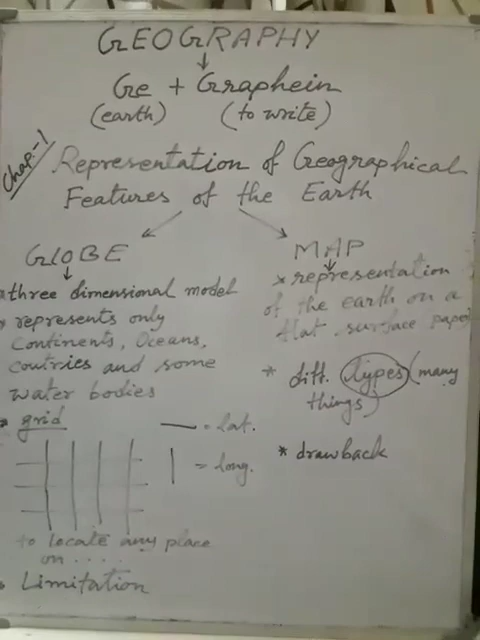 GEOGRAPHY
Ge + Graphein
(earth) (to write)
Chap-1
Representation of Geographical
Features of the Earth
GLOBE
three dimensional model
* represents only
Continents, Oceans,
coutries and some
water bodies
* grid
— = lat.
| = long.
to locate any place
on ....
* Limitation
MAP
* representation
of the earth on a
flat surface paper
* diff. types (many
things)
* drawback